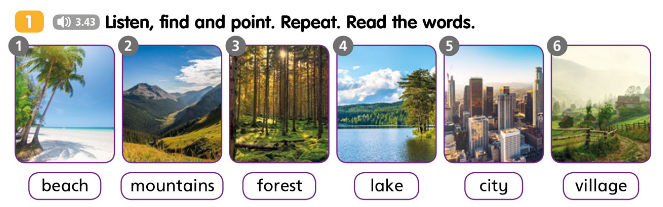 1 3.43 Listen, find and point. Repeat. Read the words.
1 2 3 4 5 6
beach mountains forest lake city village